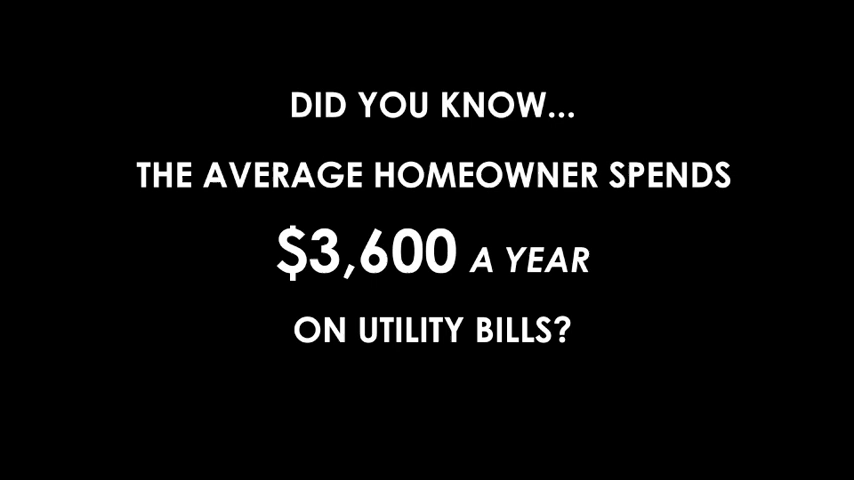 DID YOU KNOW...
THE AVERAGE HOMEOWNER SPENDS
$3,600 A YEAR
ON UTILITY BILLS?